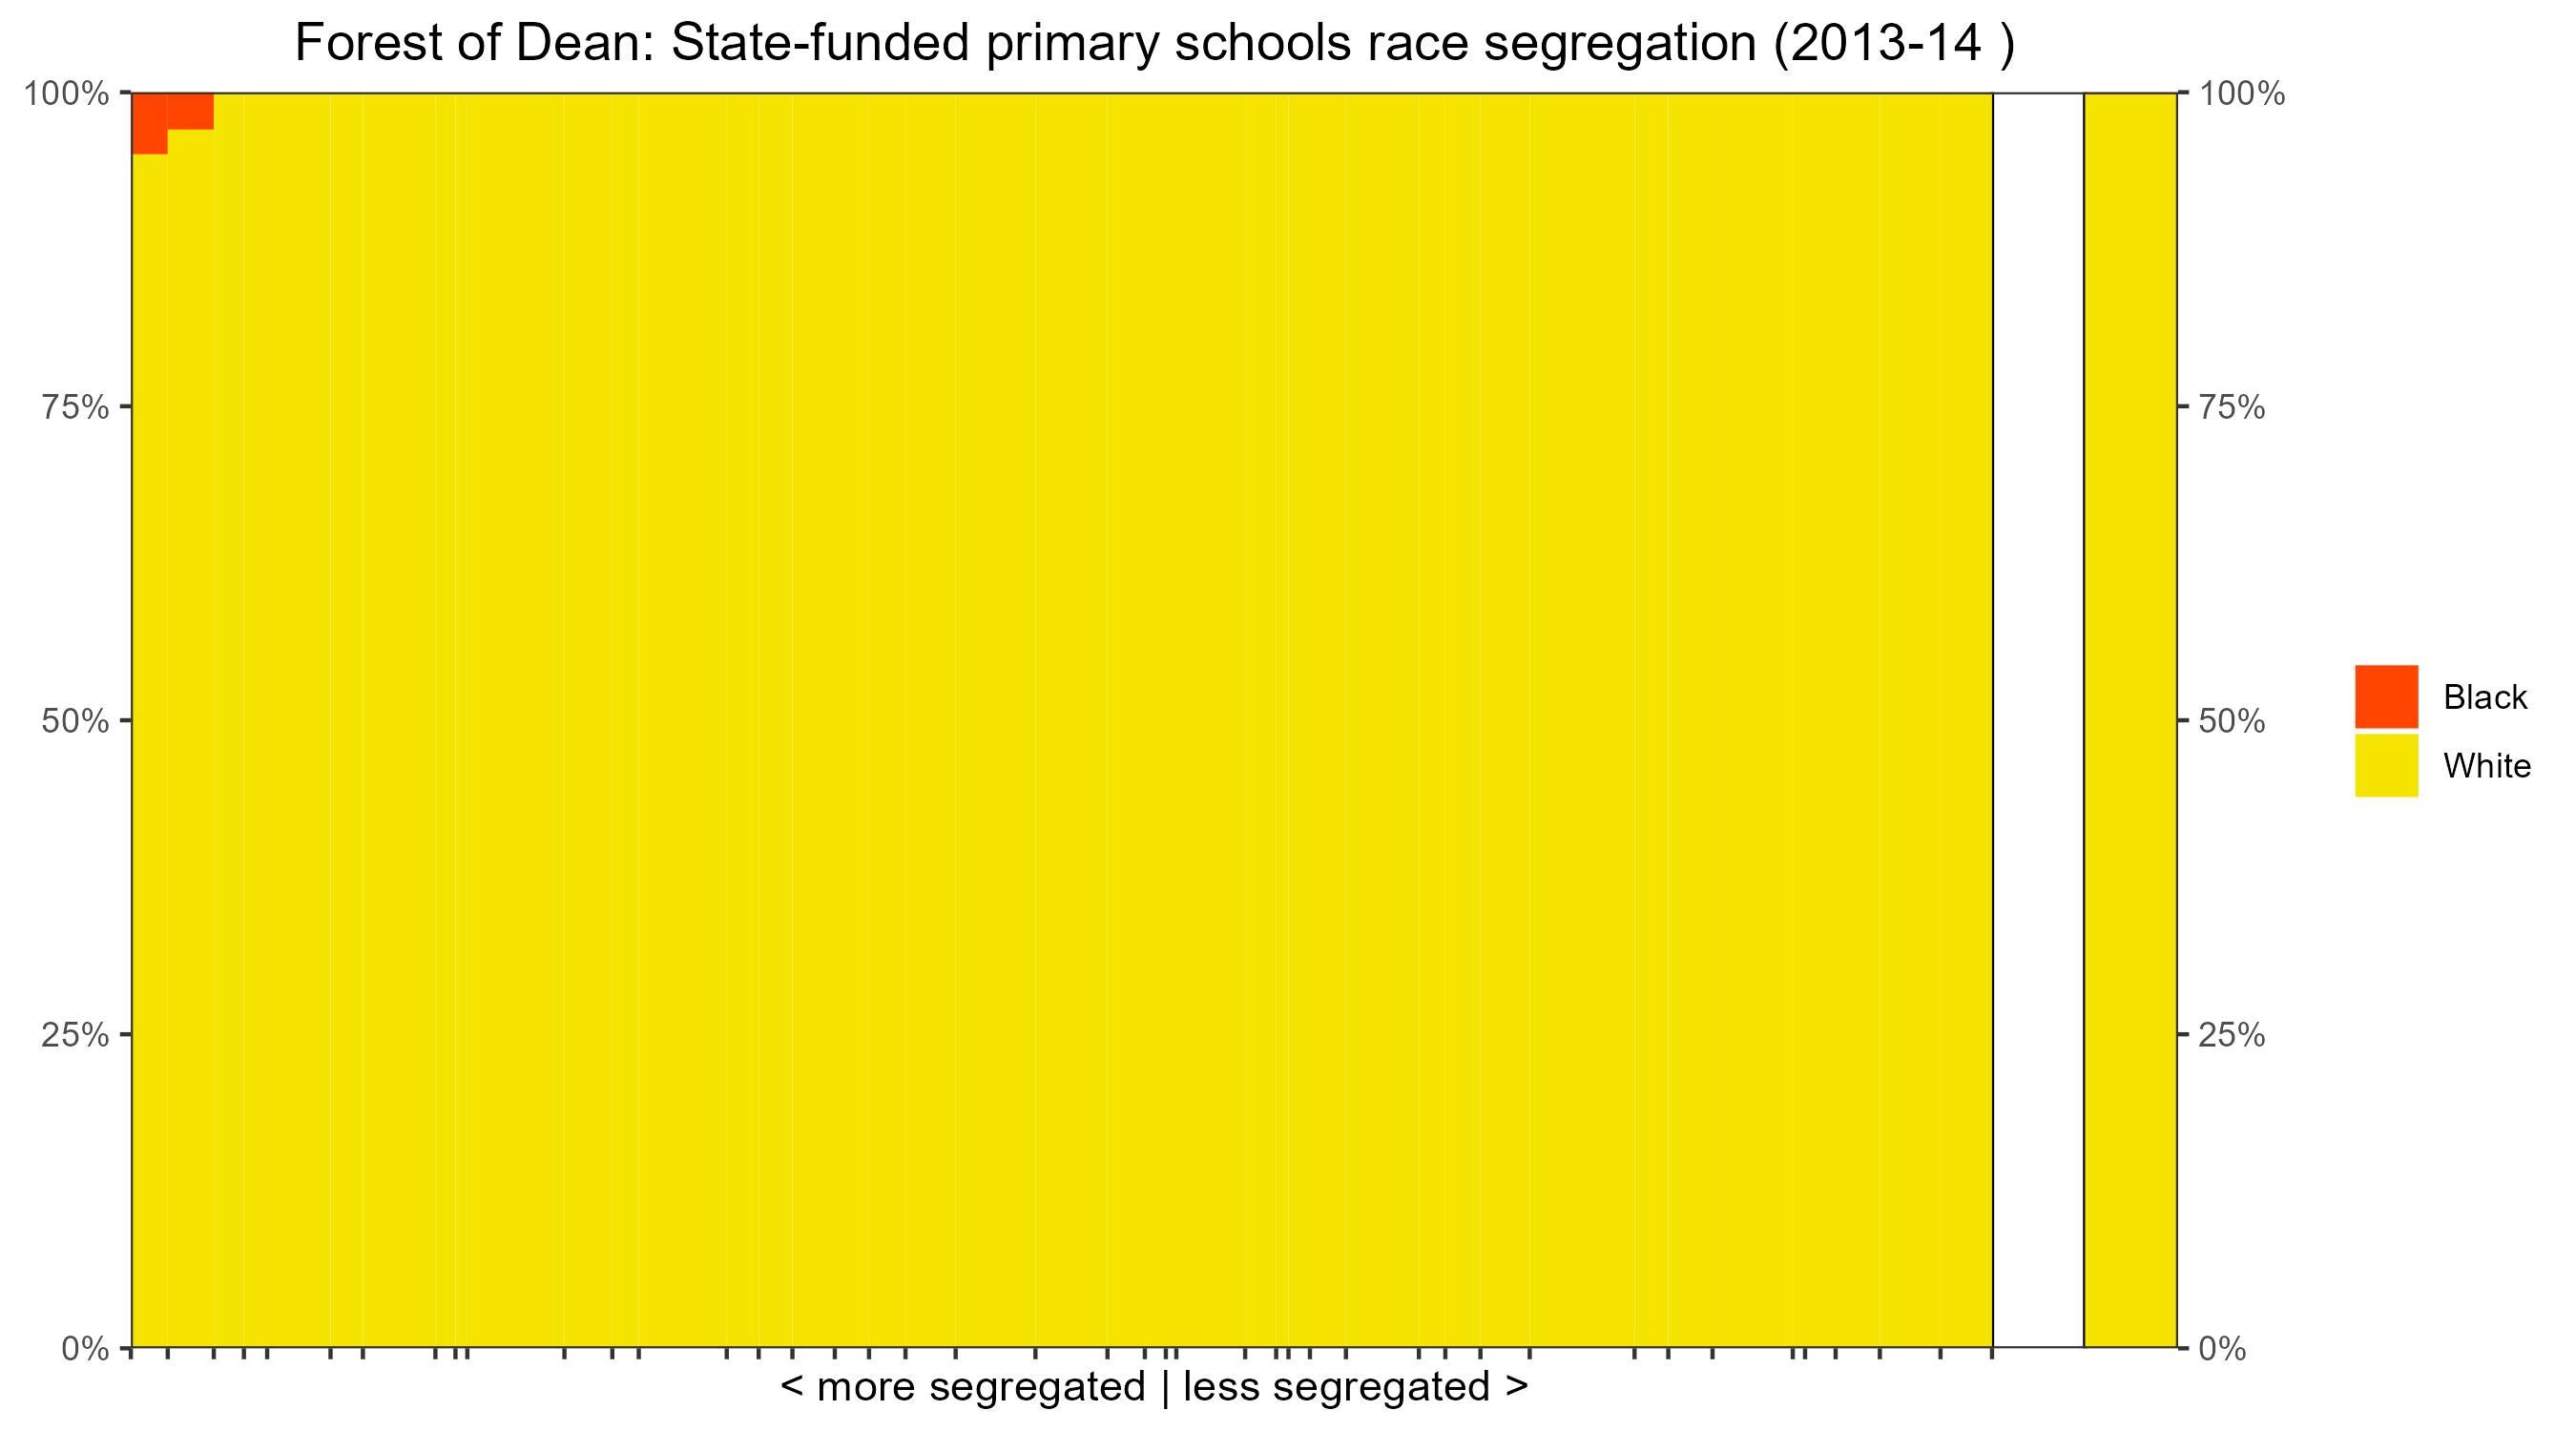 Forest of Dean: State-funded primary schools race segregation (2013-14 )
100%
75%
50%
25%
0%
100%
75%
50%
25%
0%
Black
White
< more segregated | less segregated >